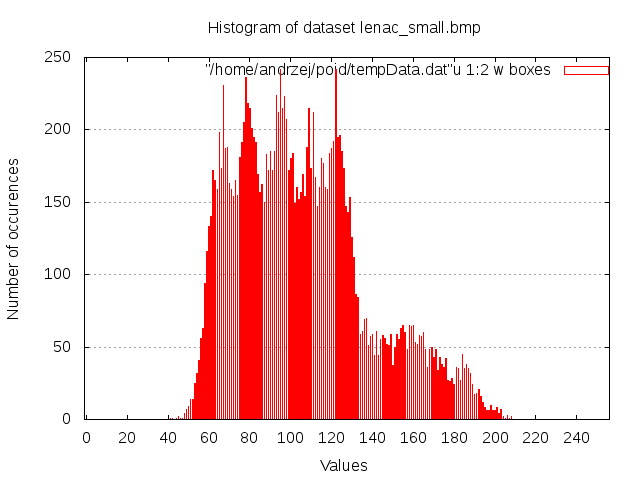 Histogram of dataset lenac_small.bmp
"/home/andrzej/pojd/tempData.dat"u 1:2 w boxes
250
200
150
100
50
0
Number of occurences
0 20 40 60 80 100 120 140 160 180 200 220 240
Values